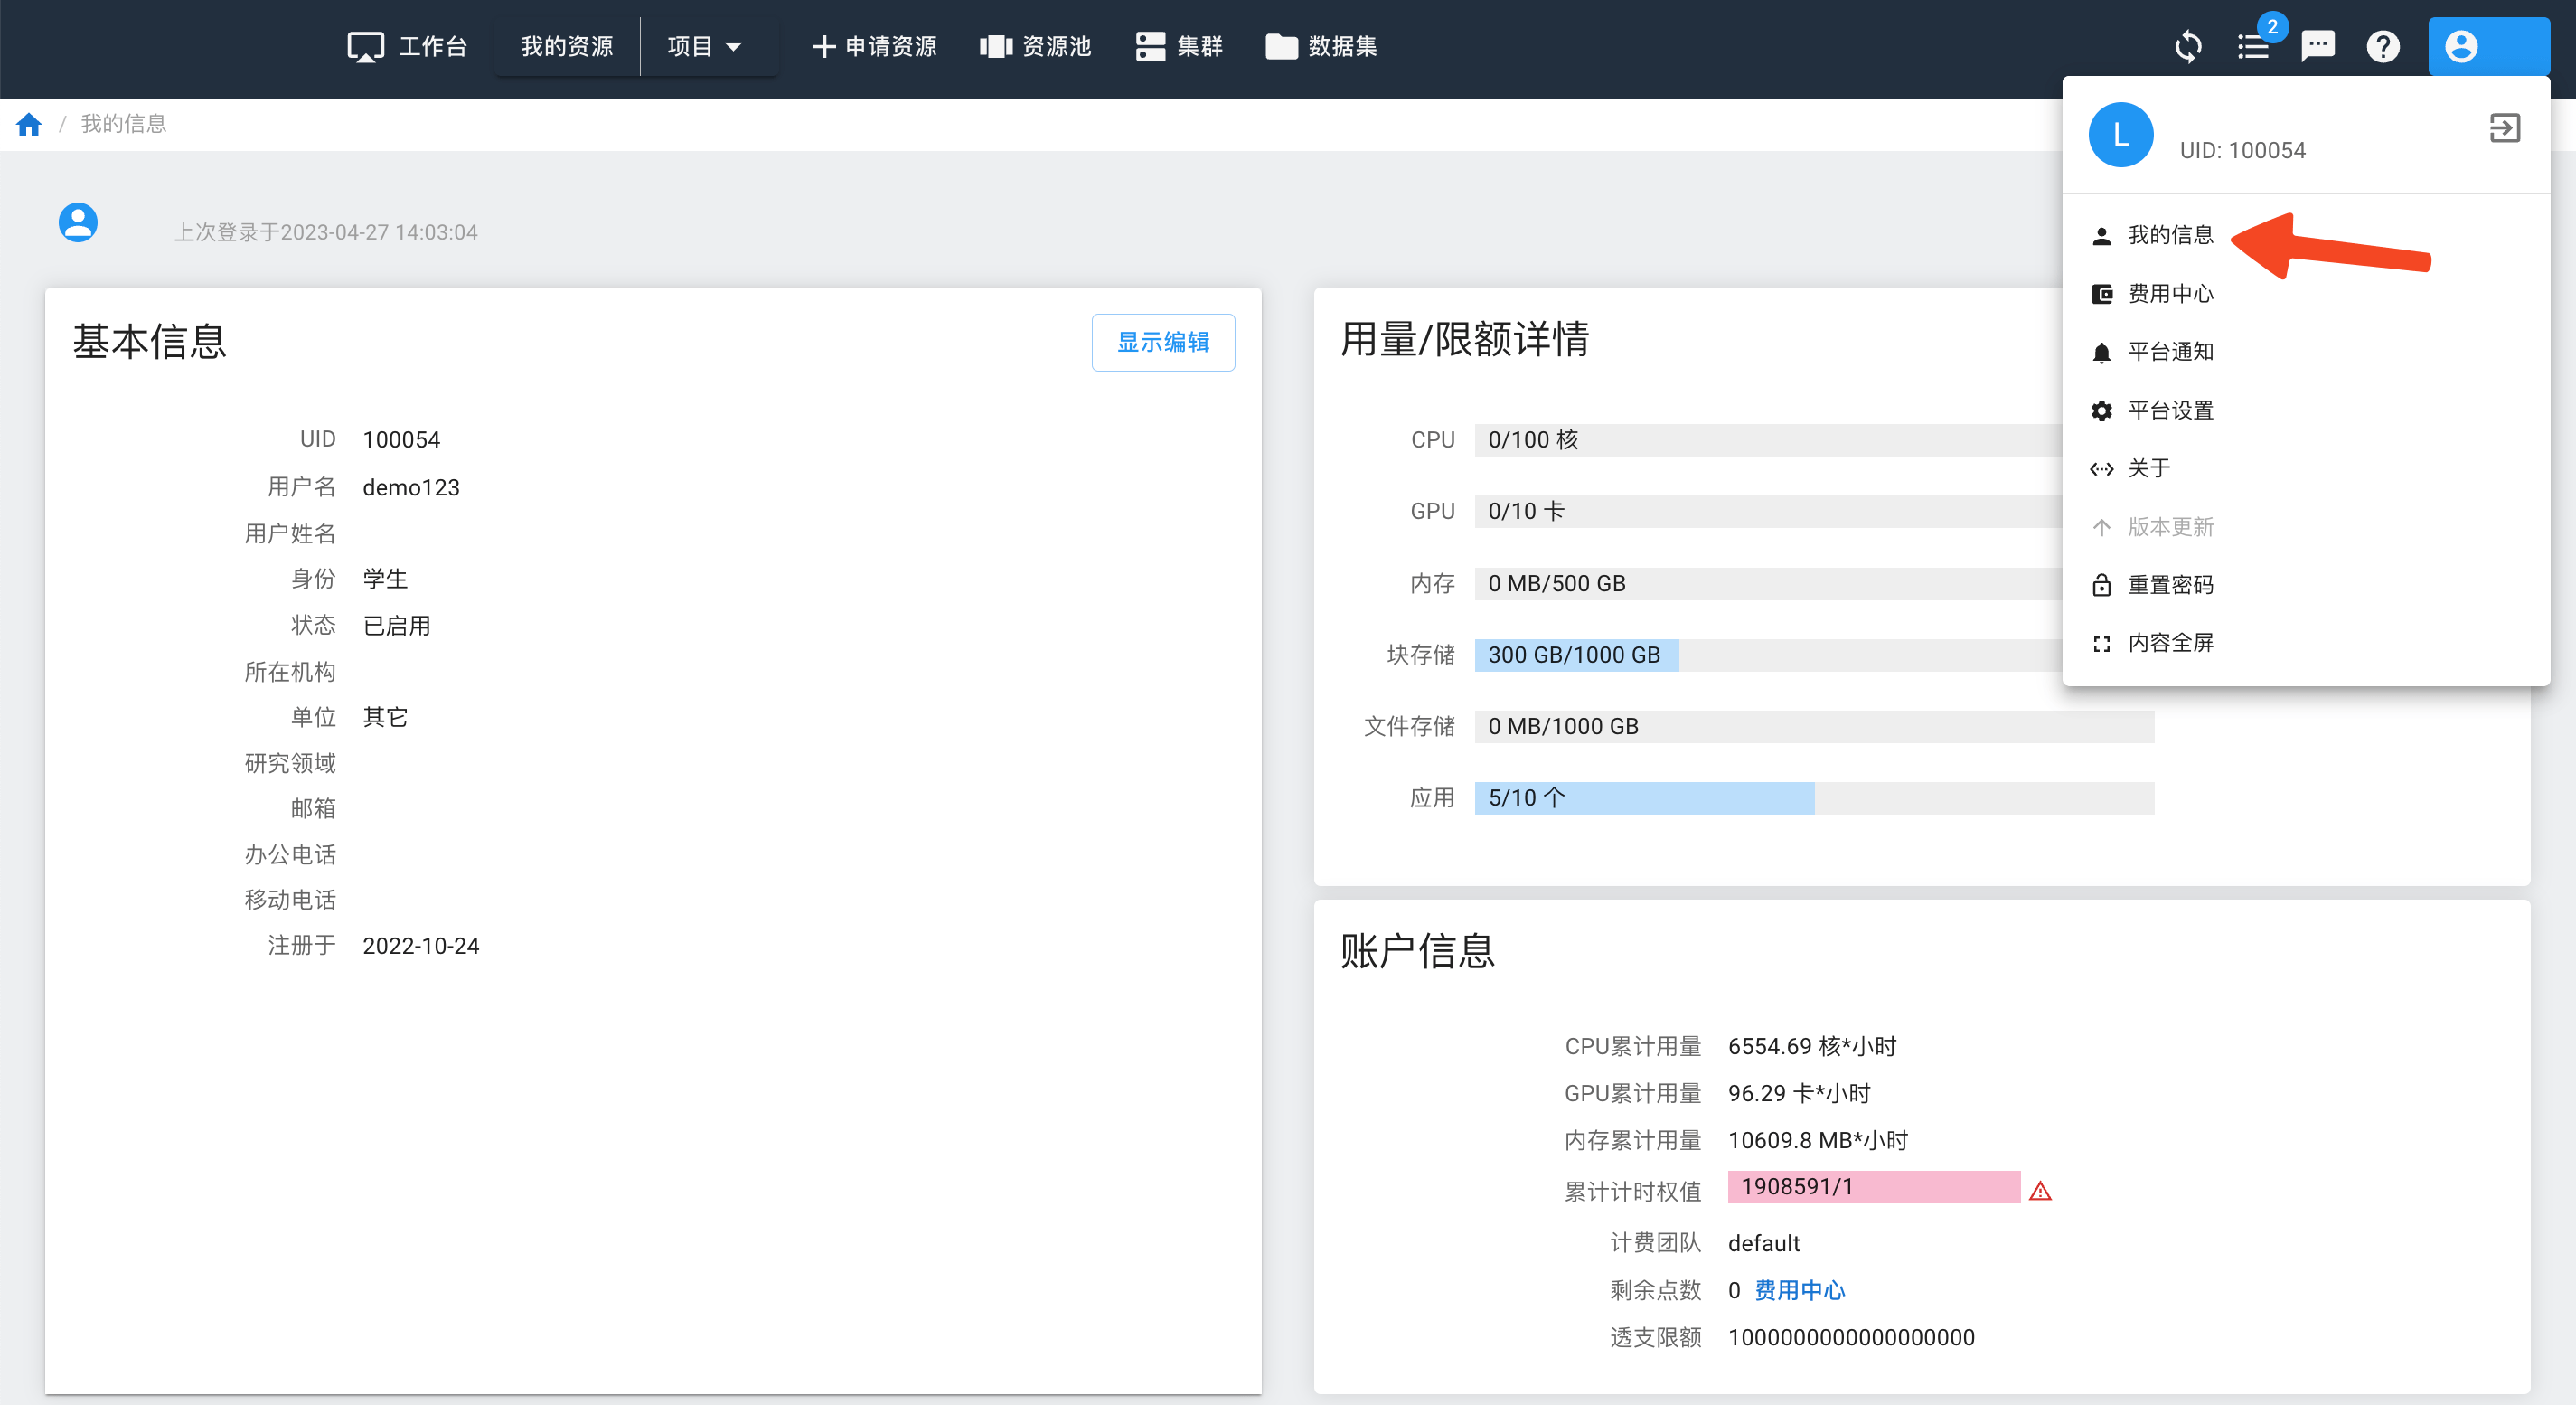 工作台 我的资源 项目 申请资源 资源池 集群 数据集 2
/ 我的信息
L
UID: 100054
上次登录于2023-04-27 14:03:04
我的信息
费用中心
平台通知
平台设置
关于
版本更新
重置密码
内容全屏
基本信息
显示编辑
UID 100054
用户名 demo123
用户姓名
身份 学生
状态 已启用
所在机构
单位 其它
研究领域
邮箱
办公电话
移动电话
注册于 2022-10-24
用量/限额详情
CPU 0/100 核
GPU 0/10 卡
内存 0 MB/500 GB
块存储 300 GB/1000 GB
文件存储 0 MB/1000 GB
应用 5/10 个
账户信息
CPU累计用量 6554.69 核*小时
GPU累计用量 96.29 卡*小时
内存累计用量 10609.8 MB*小时
累计计时权值 1908591/1
计费团队 default
剩余点数 0 费用中心
透支限额 1000000000000000000